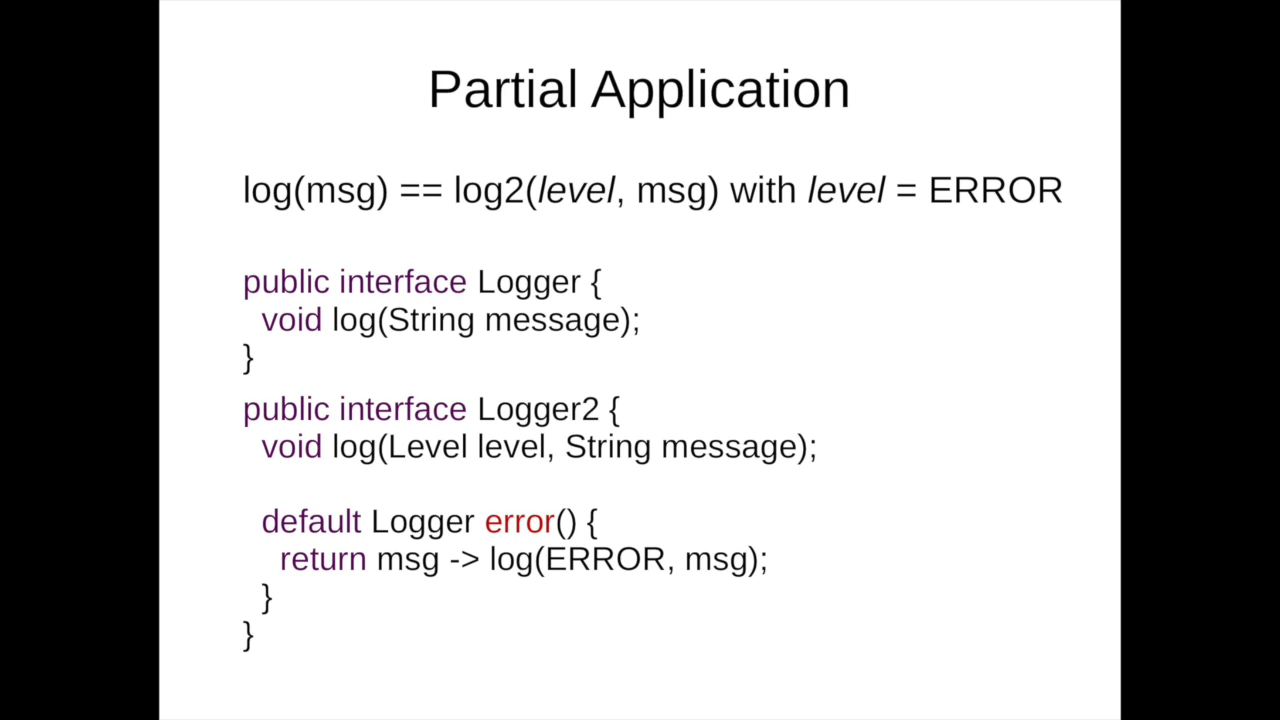 Partial Application
log(msg) == log2(level, msg) with level = ERROR
public interface Logger {
void log(String message);
}
public interface Logger2 {
void log(Level level, String message);
default Logger error() {
return msg -> log(ERROR, msg);
}
}